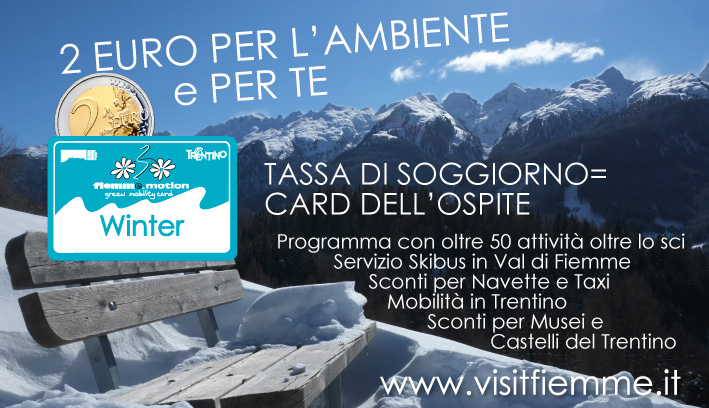 2 EURO PER L'AMBIENTE
e PER TE
2 EURO
TRENTINO
fiemme.motion
green mobility card
Winter
TASSA DI SOGGIORNO=
CARD DELL'OSPITE
Programma con oltre 50 attività oltre lo sci
Servizio Skibus in Val di Fiemme
Sconti per Navette e Taxi
Mobilità in Trentino
Sconti per Musei e
Castelli del Trentino
www.visitfiemme.it